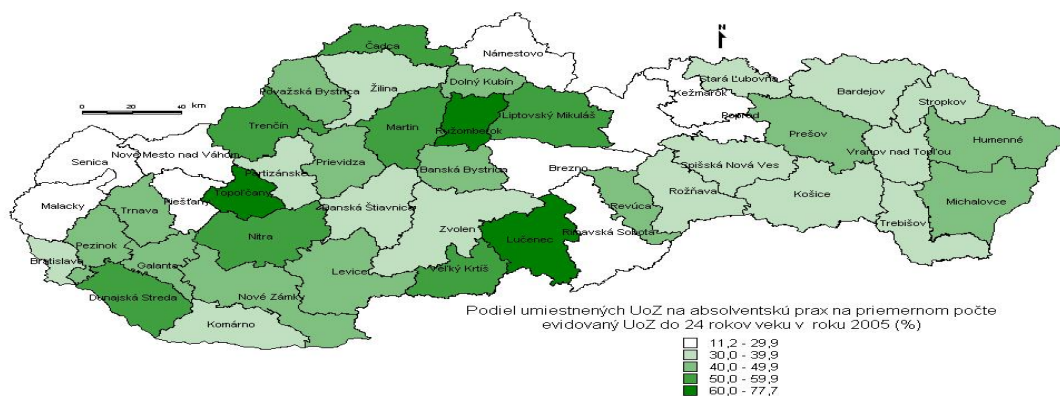 Čadca
Námestovo
N
Stará Ľubovňa
Považská Bystrica
Žilina
Dolný Kubín
Kežmarok
Bardejov
Stropkov
0 20 40 km
Trenčín
Martin
Ružomberok
Liptovský Mikuláš
Poprad
Prešov
Humenné
Senica
Nové Mesto nad Váhom
Prievidza
Vranov nad Topľou
Partizánske
Banská Bystrica
Brezno
Spišská Nová Ves
Topoľčany
Rožňava
Košice
Malacky
Trnava
Piešťany
Banská Štiavnica
Revúca
Michalovce
Zvolen
Trebišov
Pezinok
Nitra
Lučenec
Rimavská Sobota
Bratislava
Galanta
Levice
Veľký Krtíš
Dunajská Streda
Nové Zámky
Komárno
Podiel umiestnených UoZ na absolventskú prax na priemernom počte
evidovaný UoZ do 24 rokov veku v roku 2005 (%)
11,2 - 29,9
30,0 - 39,9
40,0 - 49,9
50,0 - 59,9
60,0 - 77,7